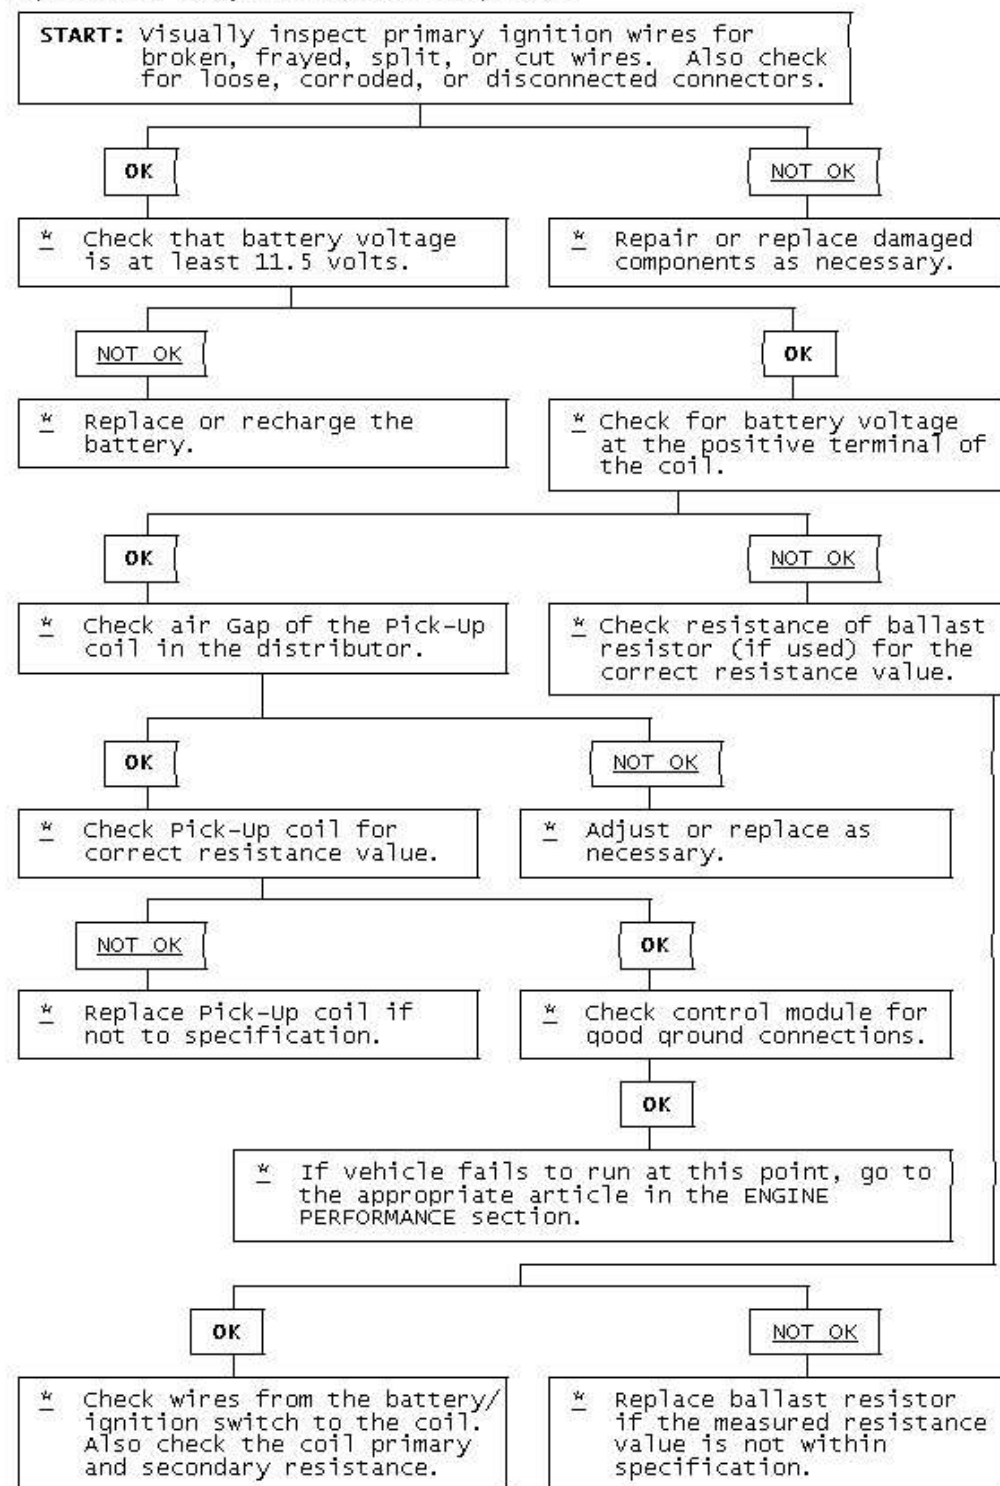 START: Visually inspect primary ignition wires for
broken, frayed, split, or cut wires. Also check
for loose, corroded, or disconnected connectors.
OK
NOT OK
* Check that battery voltage
is at least 11.5 volts.
* Repair or replace damaged
components as necessary.
NOT OK
OK
* Replace or recharge the
battery.
* Check for battery voltage
at the positive terminal of
the coil.
OK
NOT OK
* Check air Gap of the Pick-Up
coil in the distributor.
* Check resistance of ballast
resistor (if used) for the
correct resistance value.
OK
NOT OK
* Check Pick-Up coil for
correct resistance value.
* Adjust or replace as
necessary.
NOT OK
OK
* Replace Pick-Up coil if
not to specification.
* Check control module for
good ground connections.
OK
* If vehicle fails to run at this point, go to
the appropriate article in the ENGINE
PERFORMANCE section.
OK
NOT OK
* Check wires from the battery/
ignition switch to the coil.
Also check the coil primary
and secondary resistance.
* Replace ballast resistor
if the measured resistance
value is not within
specification.